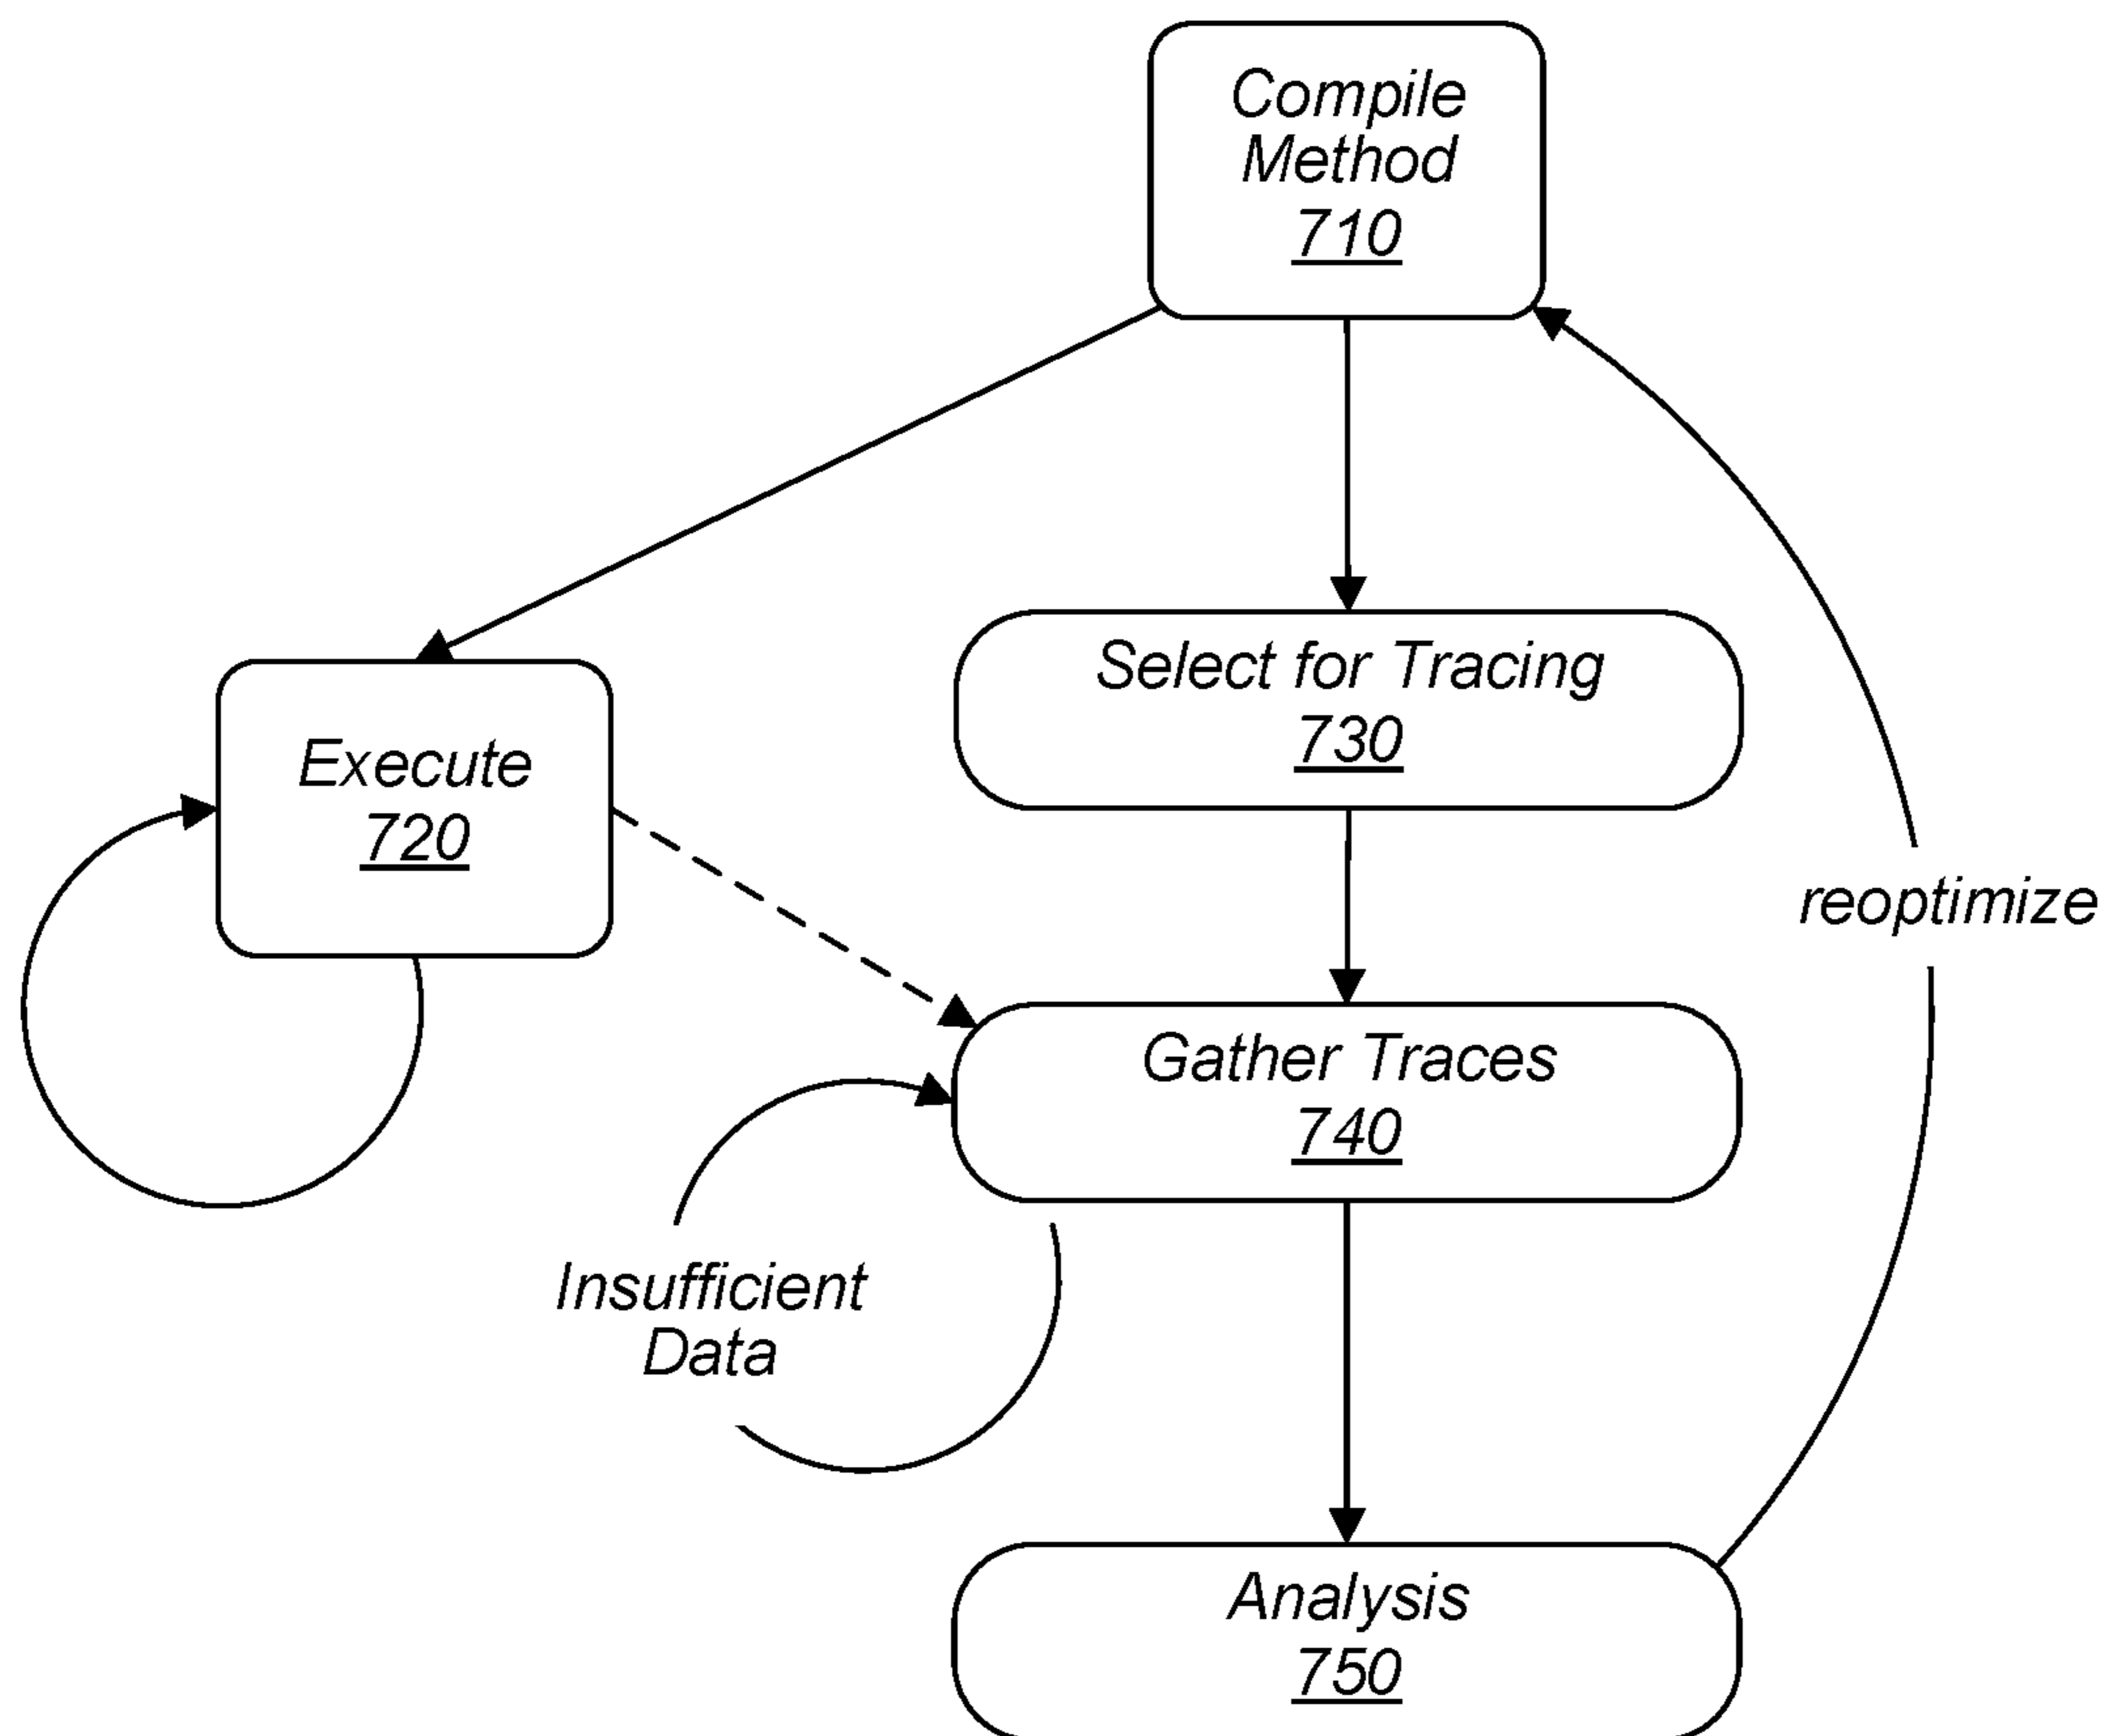 Compile
Method
710
Select for Tracing
730
Execute
720
reoptimize
Gather Traces
740
Insufficient
Data
Analysis
750